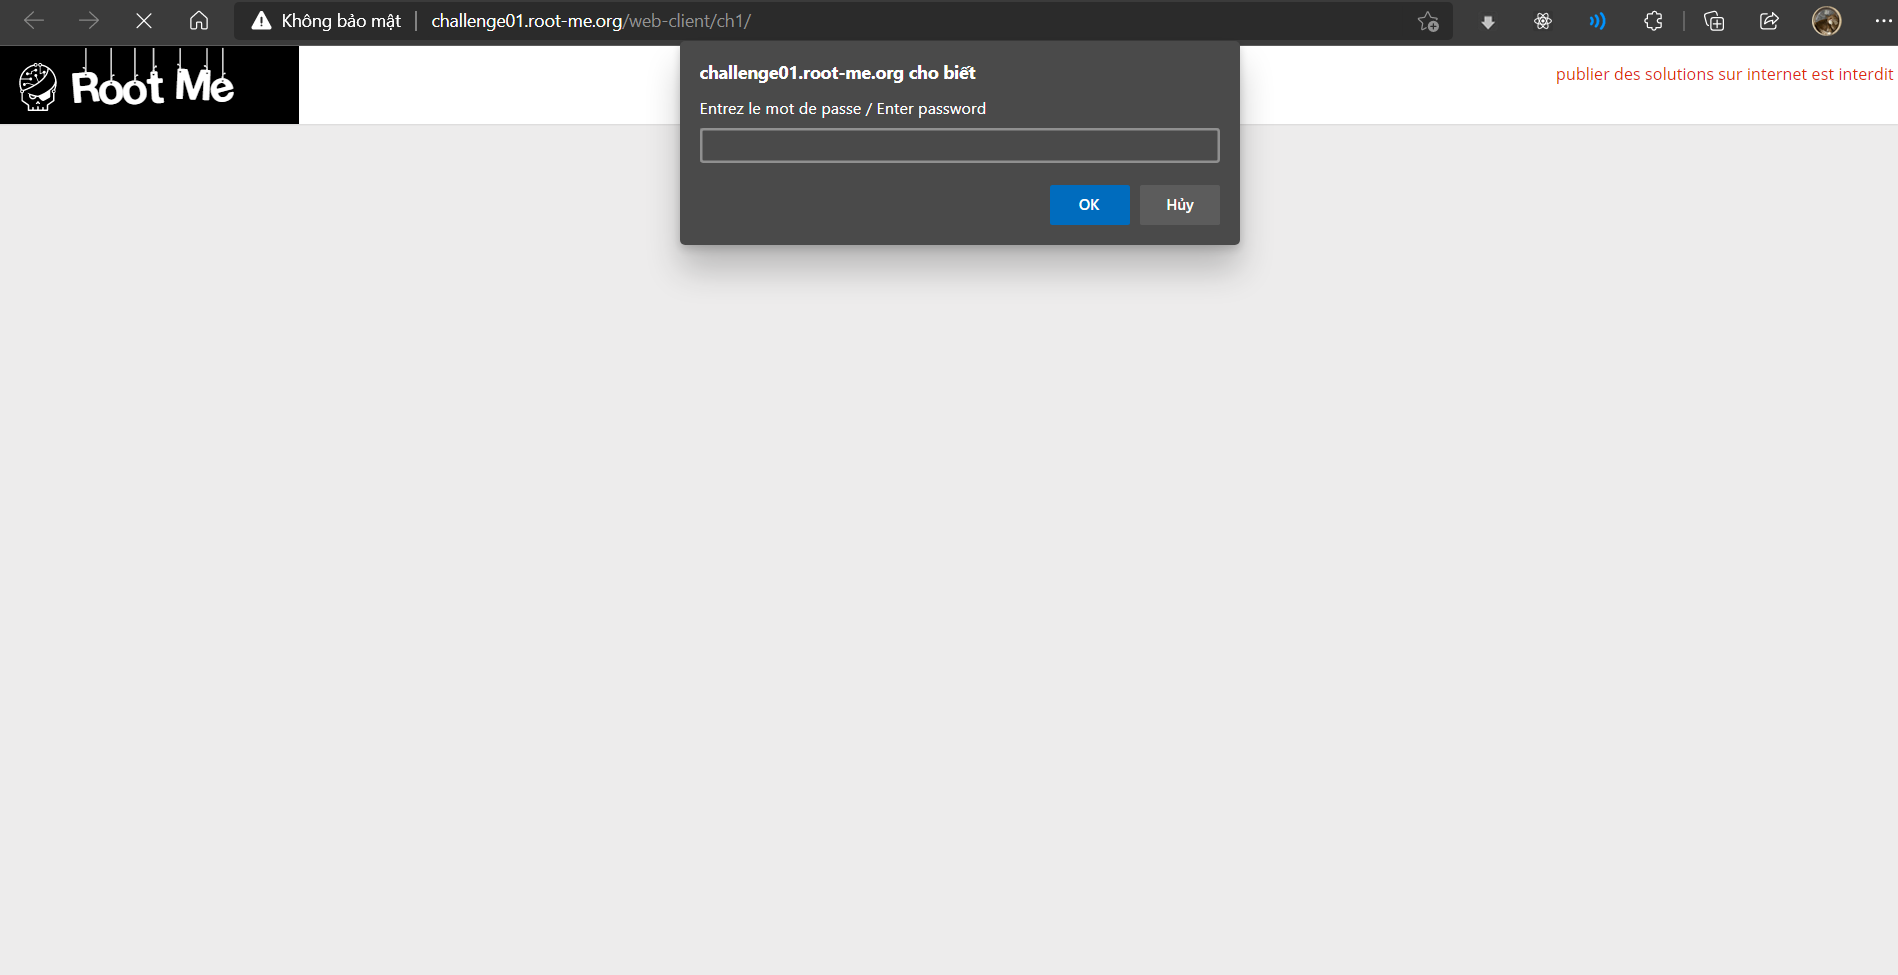 Không bảo mật challenge01.root-me.org/web-client/ch1/
Root Me
publier des solutions sur internet est interdit
challenge01.root-me.org cho biết
Entrez le mot de passe / Enter password
OK Hủy